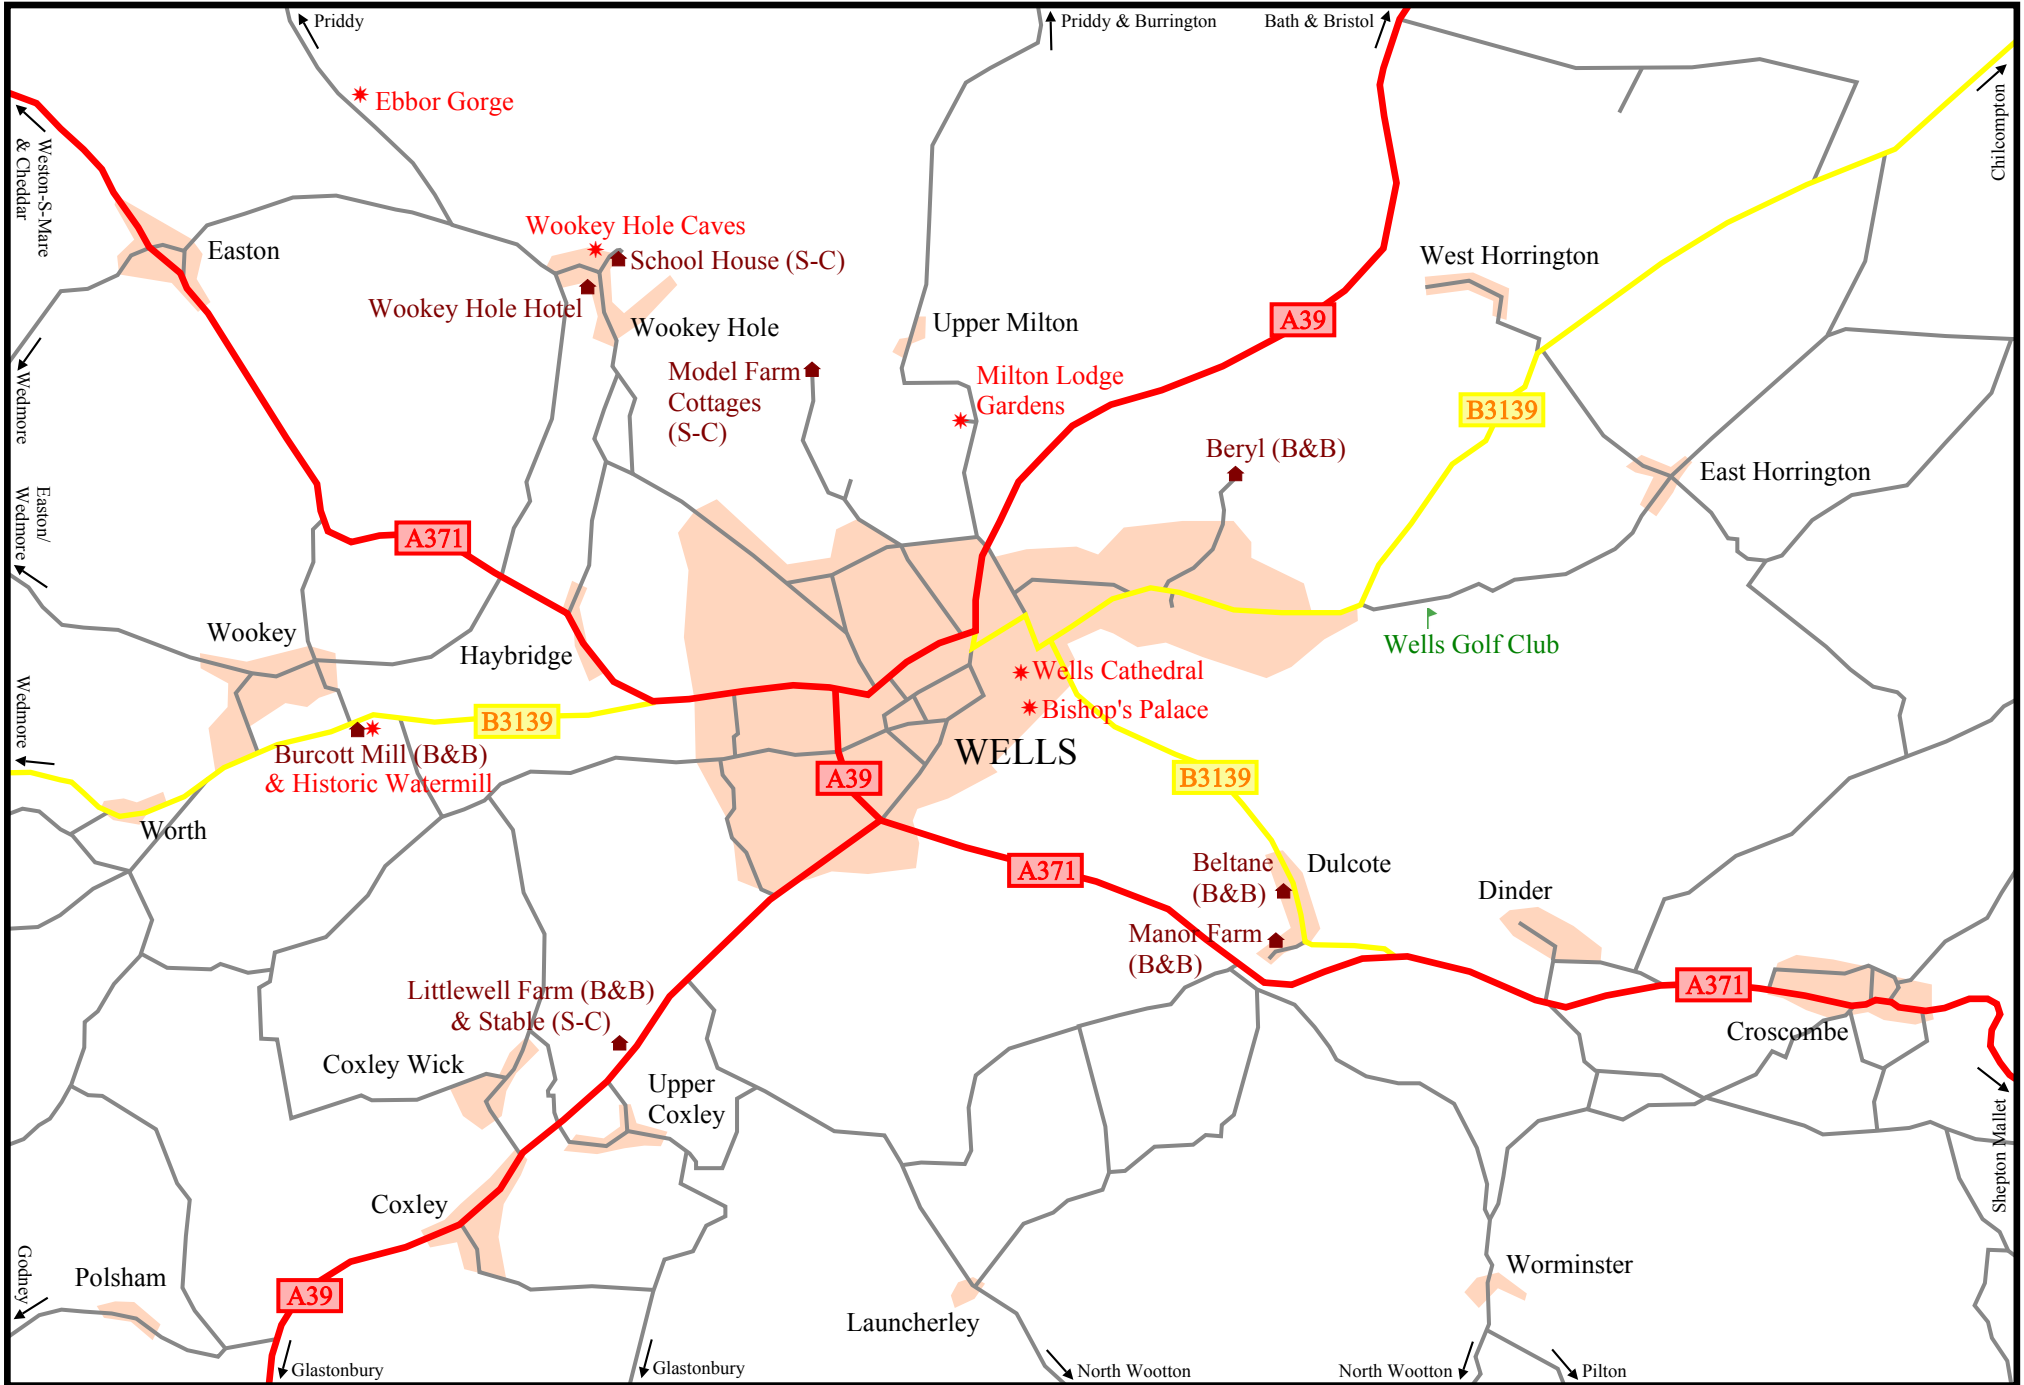 Priddy
Priddy & Burrington
Bath & Bristol
Chilcompton
Weston-S-Mare
& Cheddar
Ebbor Gorge
Easton
Wookey Hole Caves
School House (S-C)
Wookey Hole Hotel
Wookey Hole
Upper Milton
West Horrington
A39
Wedmore
Model Farm
Cottages
(S-C)
Milton Lodge
Gardens
B3139
Beryl (B&B)
East Horrington
Easton/
Wedmore
A371
Wookey
Haybridge
Wells Golf Club
Wells Cathedral
Bishop's Palace
Wedmore
B3139
WELLS
Burcott Mill (B&B)
& Historic Watermill
A39
B3139
Worth
A371
Beltane
(B&B)
Dulcote
Dinder
Manor Farm
(B&B)
Littlewell Farm (B&B)
& Stable (S-C)
A371
Croscombe
Coxley Wick
Upper
Coxley
Shepton Mallet
Coxley
Godney
Polsham
A39
Worminster
Launcherley
Glastonbury
Glastonbury
North Wootton
North Wootton
Pilton